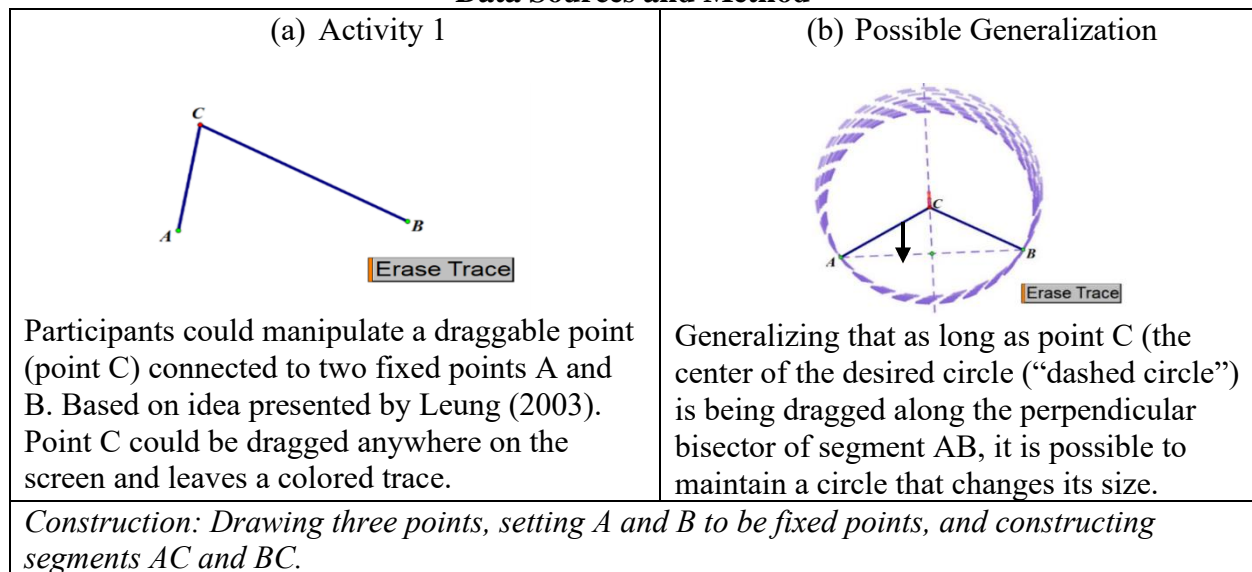 Data Sources and Method
(a) Activity 1
C
A
B
Erase Trace
Participants could manipulate a draggable point
(point C) connected to two fixed points A and
B. Based on idea presented by Leung (2003).
Point C could be dragged anywhere on the
screen and leaves a colored trace.
(b) Possible Generalization
C
A
B
Erase Trace
Generalizing that as long as point C (the
center of the desired circle (“dashed circle”)
is being dragged along the perpendicular
bisector of segment AB, it is possible to
maintain a circle that changes its size.
Construction: Drawing three points, setting A and B to be fixed points, and constructing
segments AC and BC.